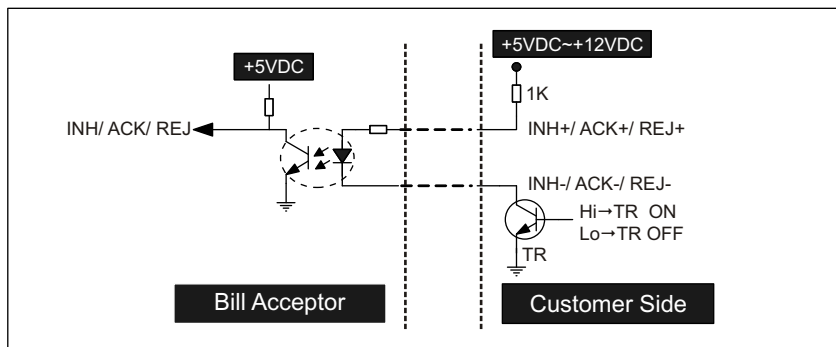 +5VDC
+5VDC~+12VDC
1K
INH/ ACK/ REJ
INH+/ ACK+/ REJ+
INH-/ ACK-/ REJ-
Hi→TR ON
Lo→TR OFF
TR
Bill Acceptor
Customer Side